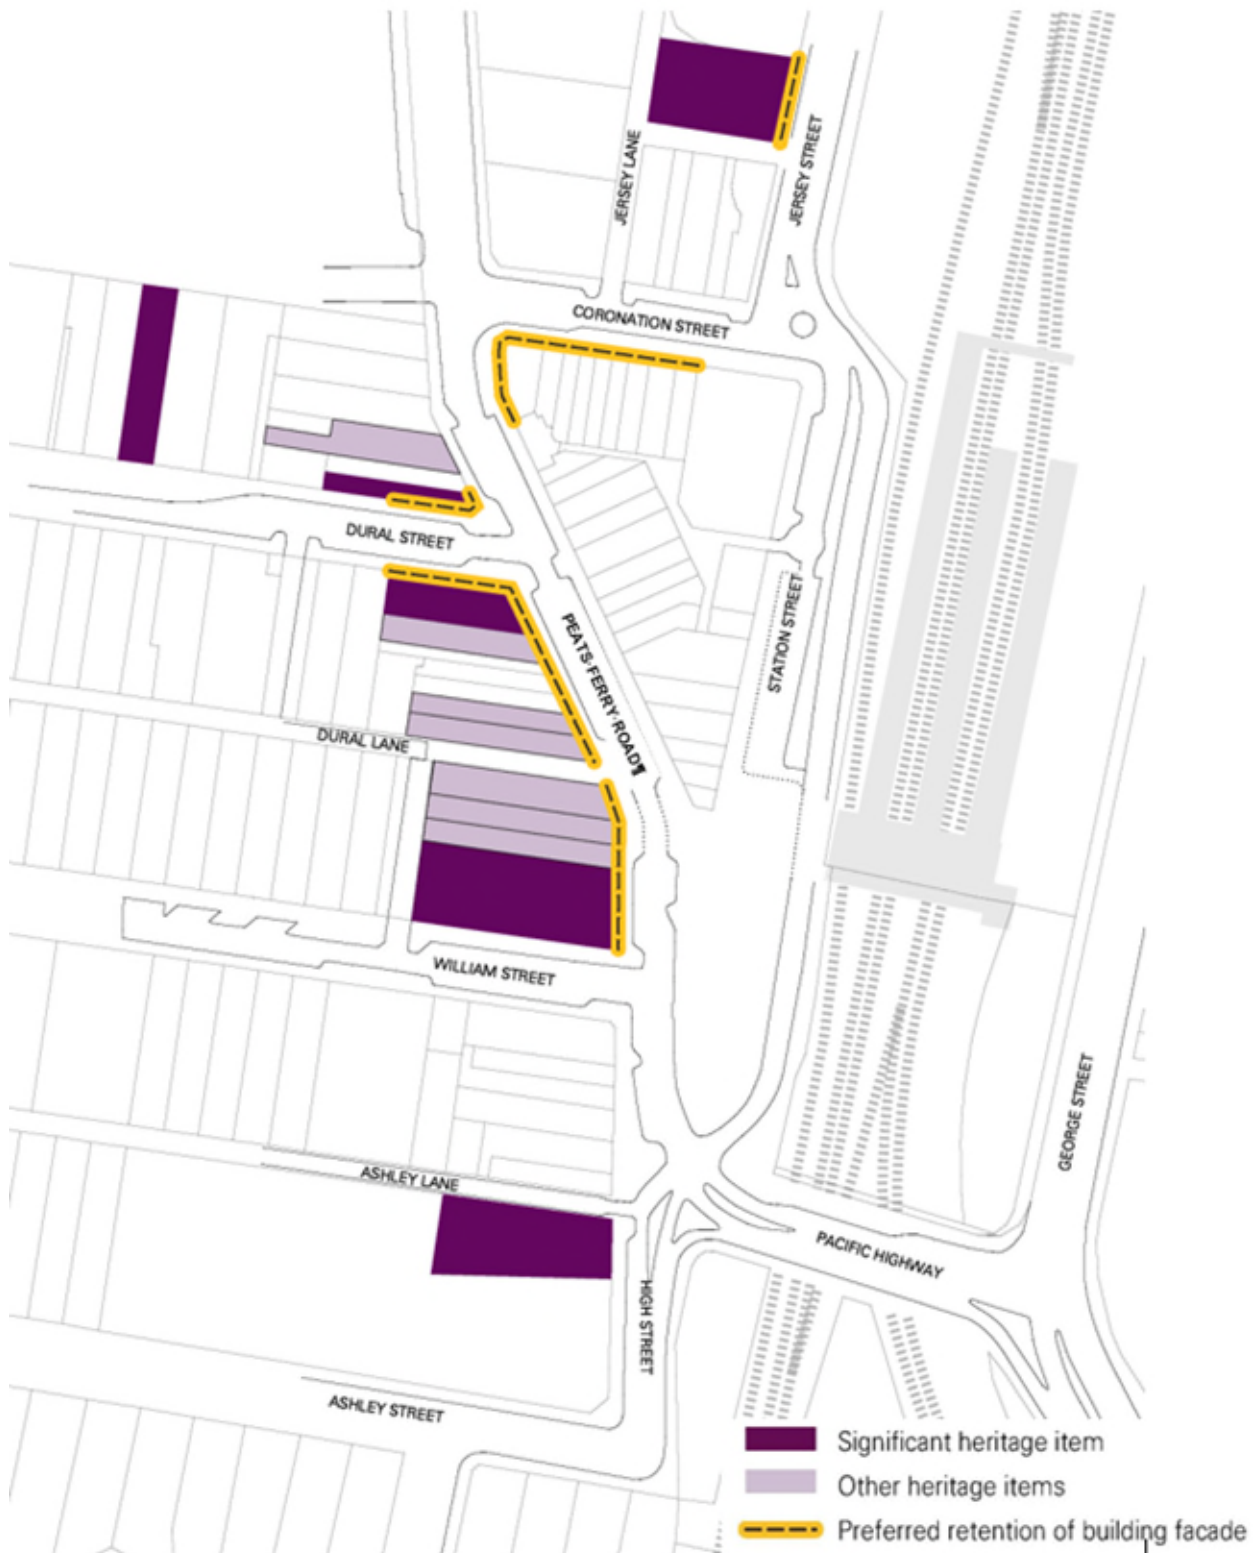 JERSEY LANE
JERSEY STREET
CORONATION STREET
DURAL STREET
PEATS FERRY ROAD
STATION STREET
DURAL LANE
WILLIAM STREET
GEORGE STREET
ASHLEY LANE
PACIFIC HIGHWAY
HIGH STREET
ASHLEY STREET
Significant heritage item
Other heritage items
Preferred retention of building facade